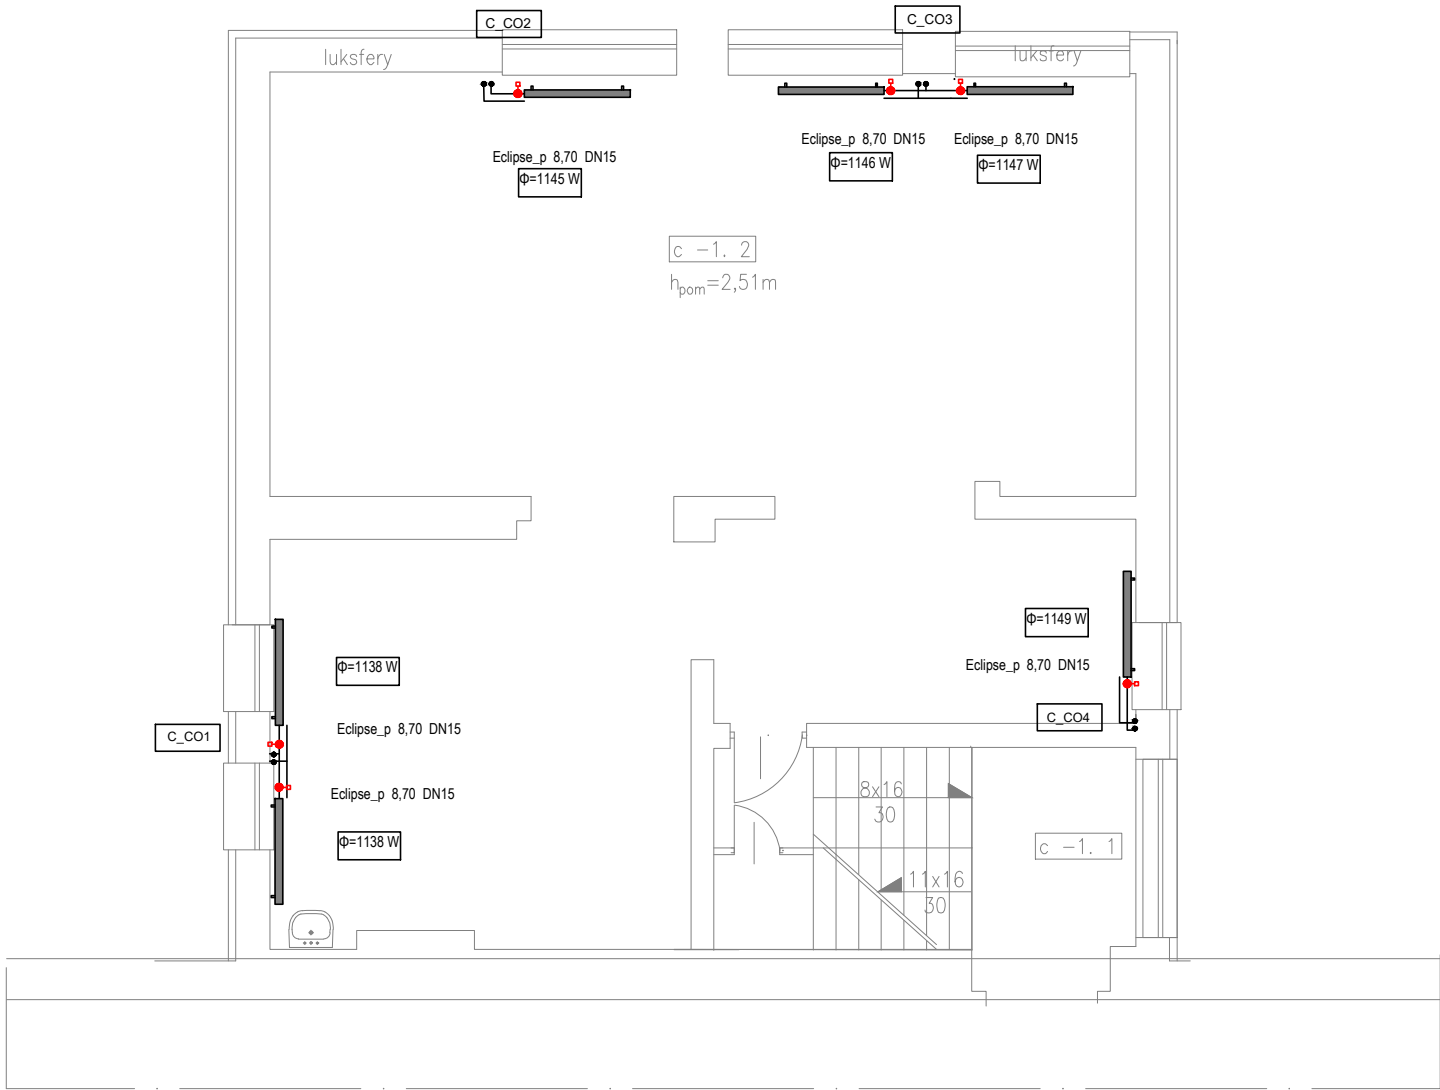 C_CO2
C_CO3
luksfery
luksfery
Eclipse_p 8,70 DN15
Φ=1145 W
Eclipse_p 8,70 DN15
Φ=1146 W
Eclipse_p 8,70 DN15
Φ=1147 W
c -1. 2
hpom=2,51m
Φ=1149 W
Eclipse_p 8,70 DN15
C_CO4
Φ=1138 W
Eclipse_p 8,70 DN15
C_CO1
Eclipse_p 8,70 DN15
Φ=1138 W
8x16
30
11x16
30
c -1. 1